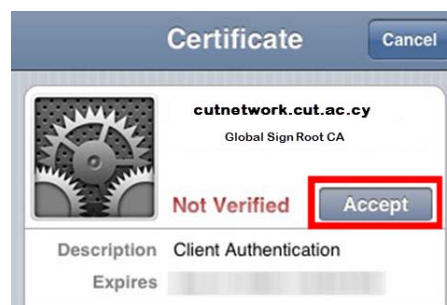 Certificate
Cancel
cutnetwork.cut.ac.cy
Global Sign Root CA
Not Verified
Accept
Description Client Authentication
Expires